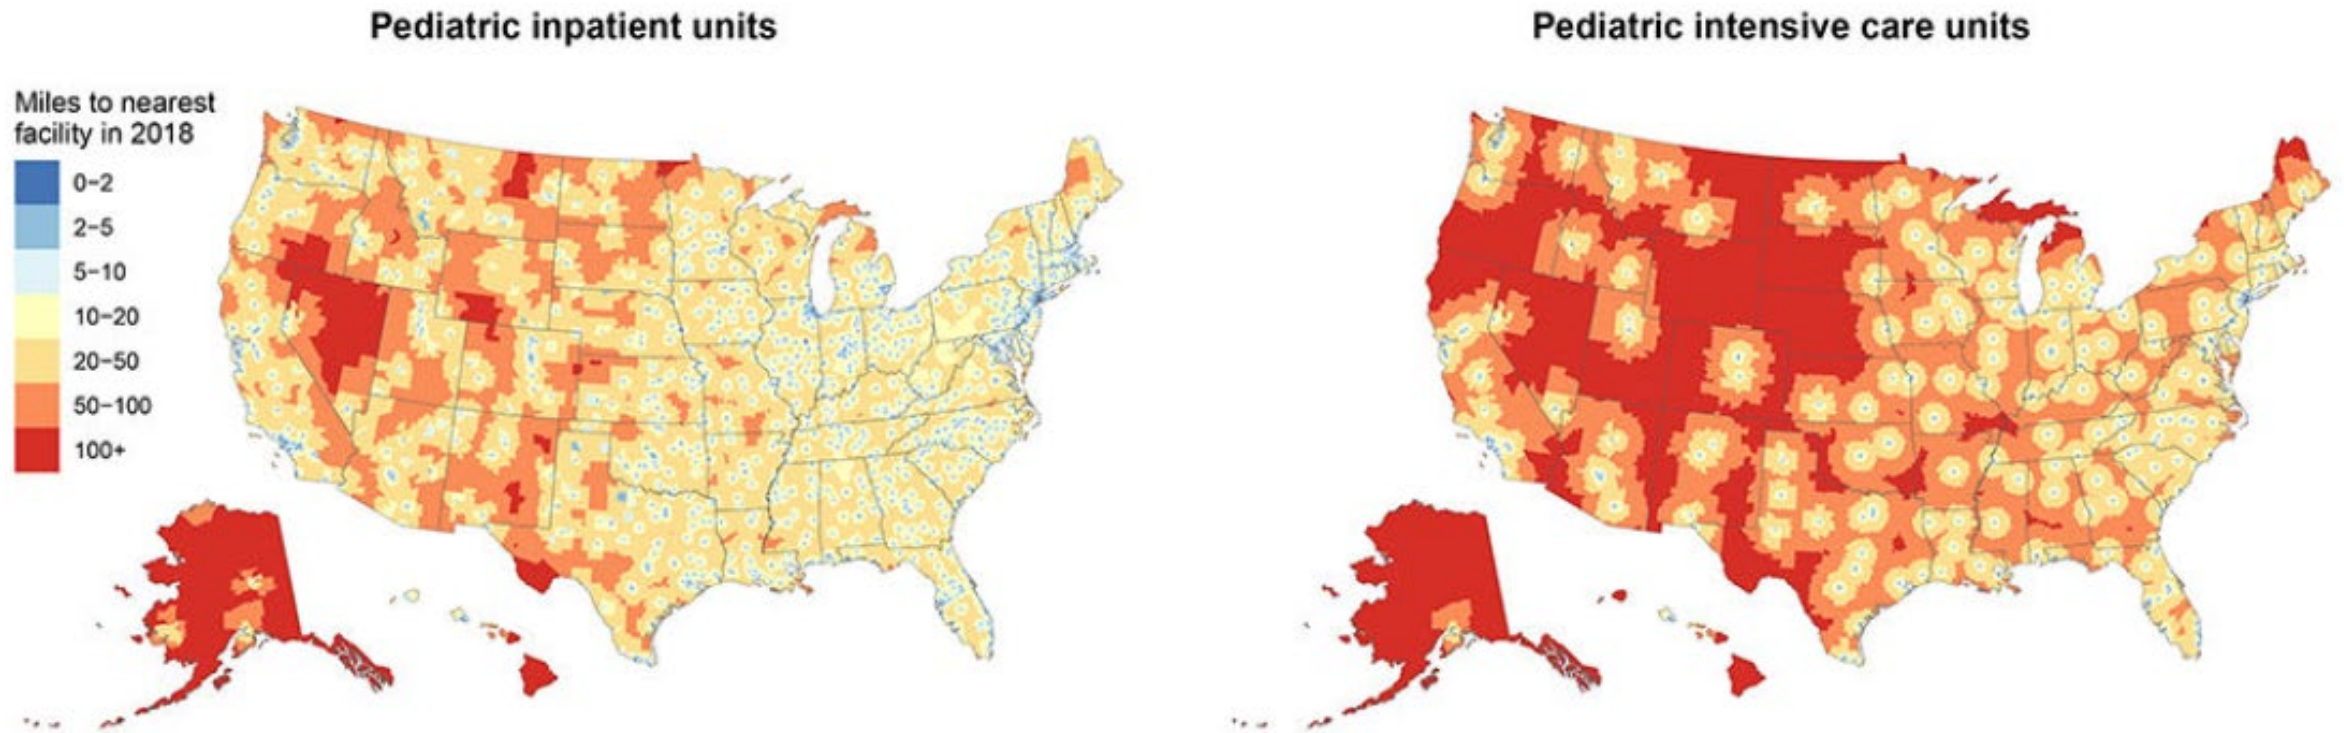 Pediatric inpatient units
Pediatric intensive care units
Miles to nearest
facility in 2018
0−2
2−5
5−10
10−20
20−50
50−100
100+